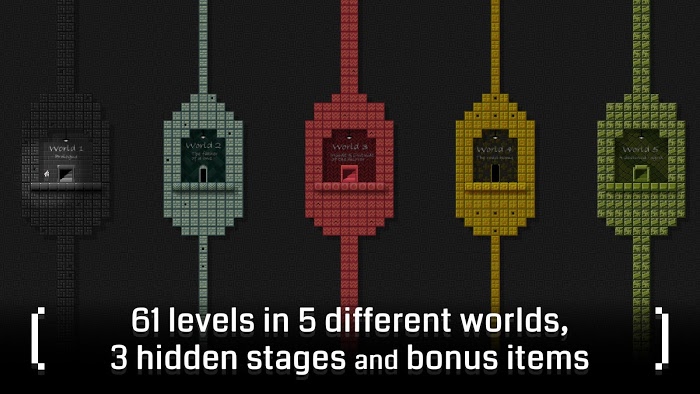 World 1
World 2
World 3
World 4
World 5
61 levels in 5 different worlds,
3 hidden stages and bonus items